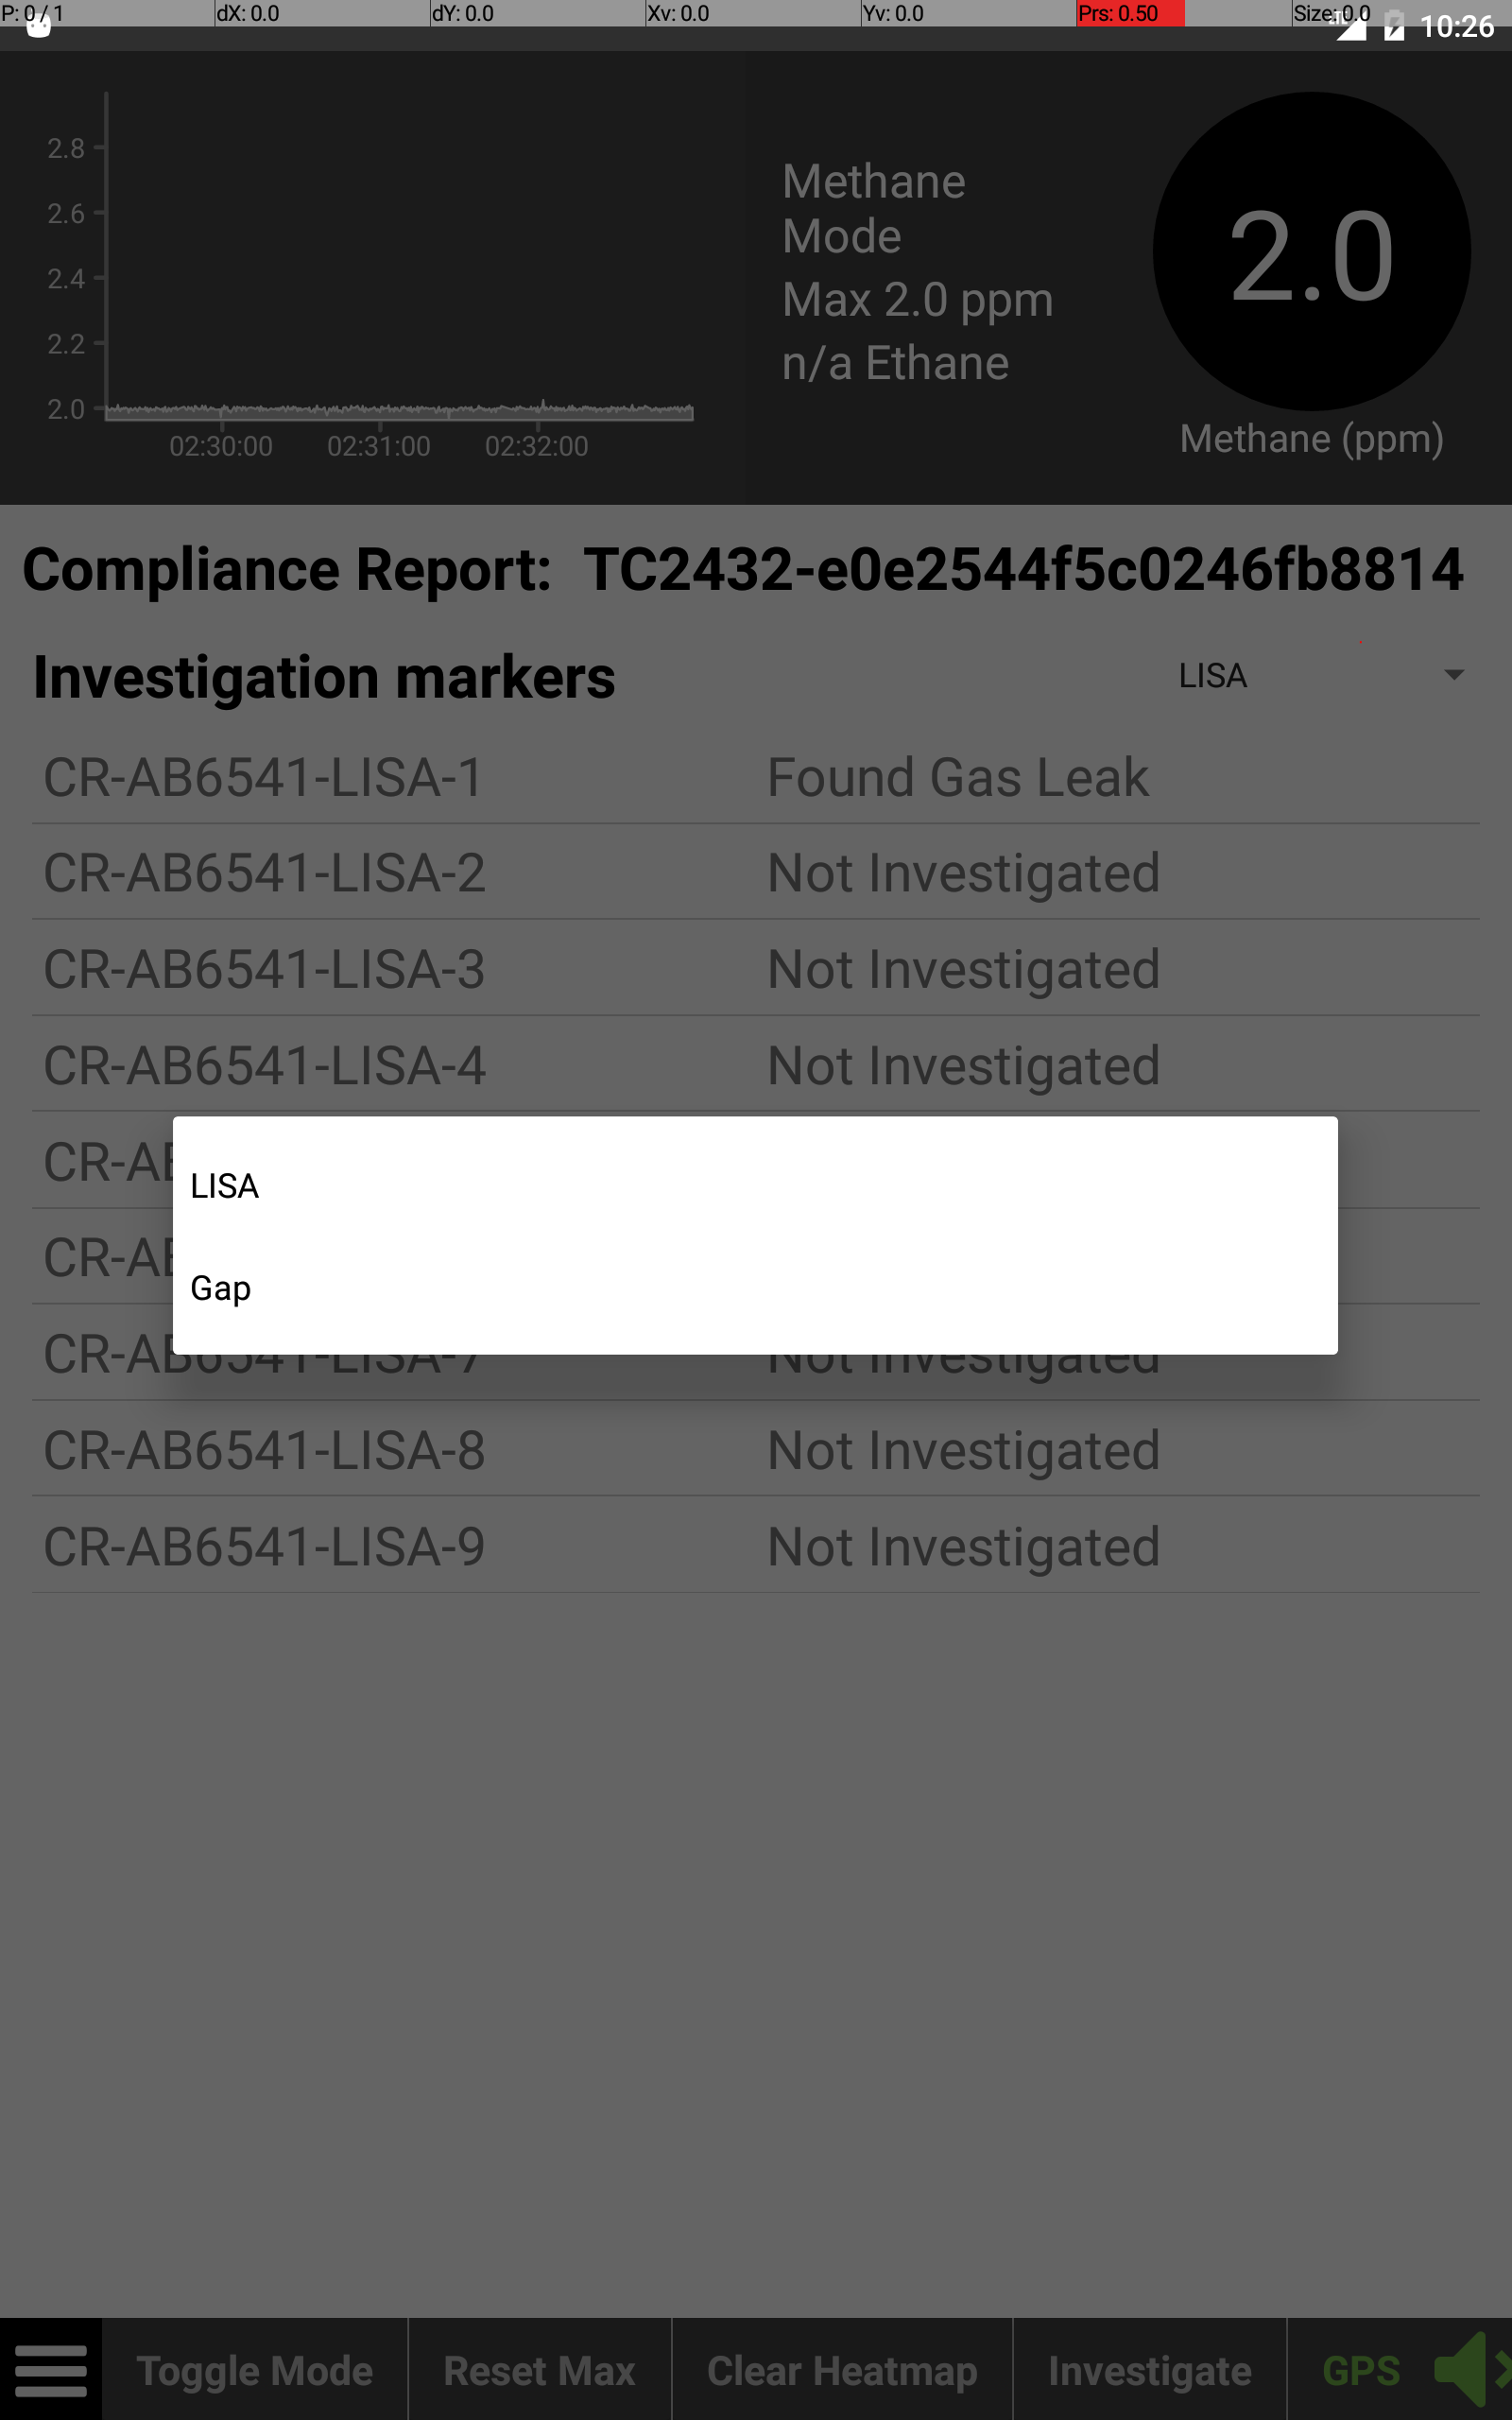 P: 0 / 1 dX: 0.0 dY: 0.0 Xv: 0.0 Yv: 0.0 Prs: 0.50 Size: 0.0
10:26
2.8
2.6
2.4
2.2
2.0
02:30:00 02:31:00 02:32:00
Methane
Mode
Max 2.0 ppm
n/a Ethane
2.0
Methane (ppm)
Compliance Report: TC2432-e0e2544f5c0246fb8814
Investigation markers LISA
CR-AB6541-LISA-1 Found Gas Leak
CR-AB6541-LISA-2 Not Investigated
CR-AB6541-LISA-3 Not Investigated
CR-AB6541-LISA-4 Not Investigated
CR-AB
LISA
CR-AB
Gap
CR-AB6541-LISA-7 Not Investigated
CR-AB6541-LISA-8 Not Investigated
CR-AB6541-LISA-9 Not Investigated
Toggle Mode Reset Max Clear Heatmap Investigate GPS